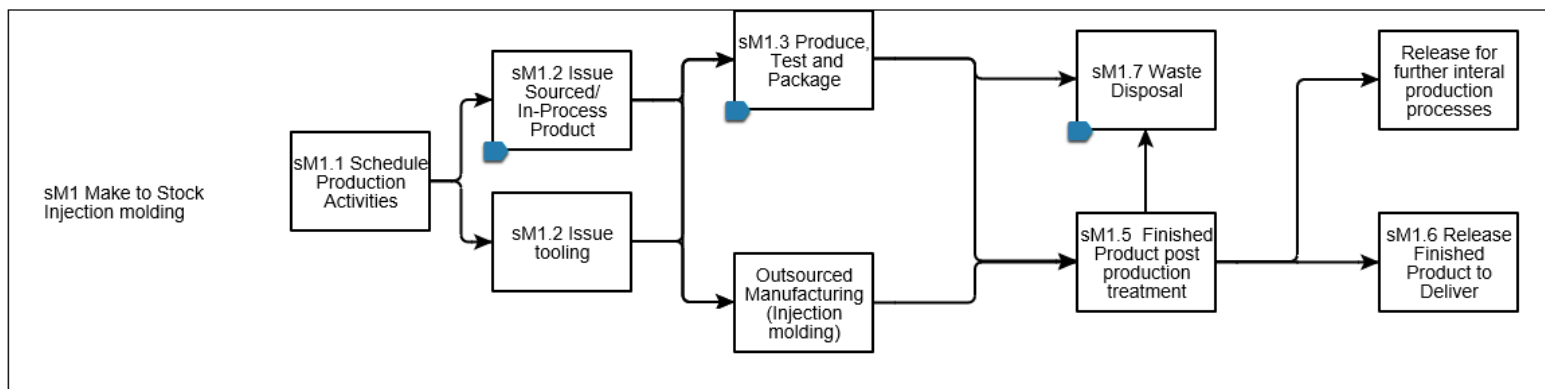 sM1 Make to Stock
Injection molding
sM1.1 Schedule
Production
Activities
sM1.2 Issue
Sourced/
In-Process
Product
sM1.2 Issue
tooling
sM1.3 Produce,
Test and
Package
Outsourced
Manufacturing
(Injection
molding)
sM1.7 Waste
Disposal
sM1.5 Finished
Product post
production
treatment
Release for
further interal
production
processes
sM1.6 Release
Finished
Product to
Deliver